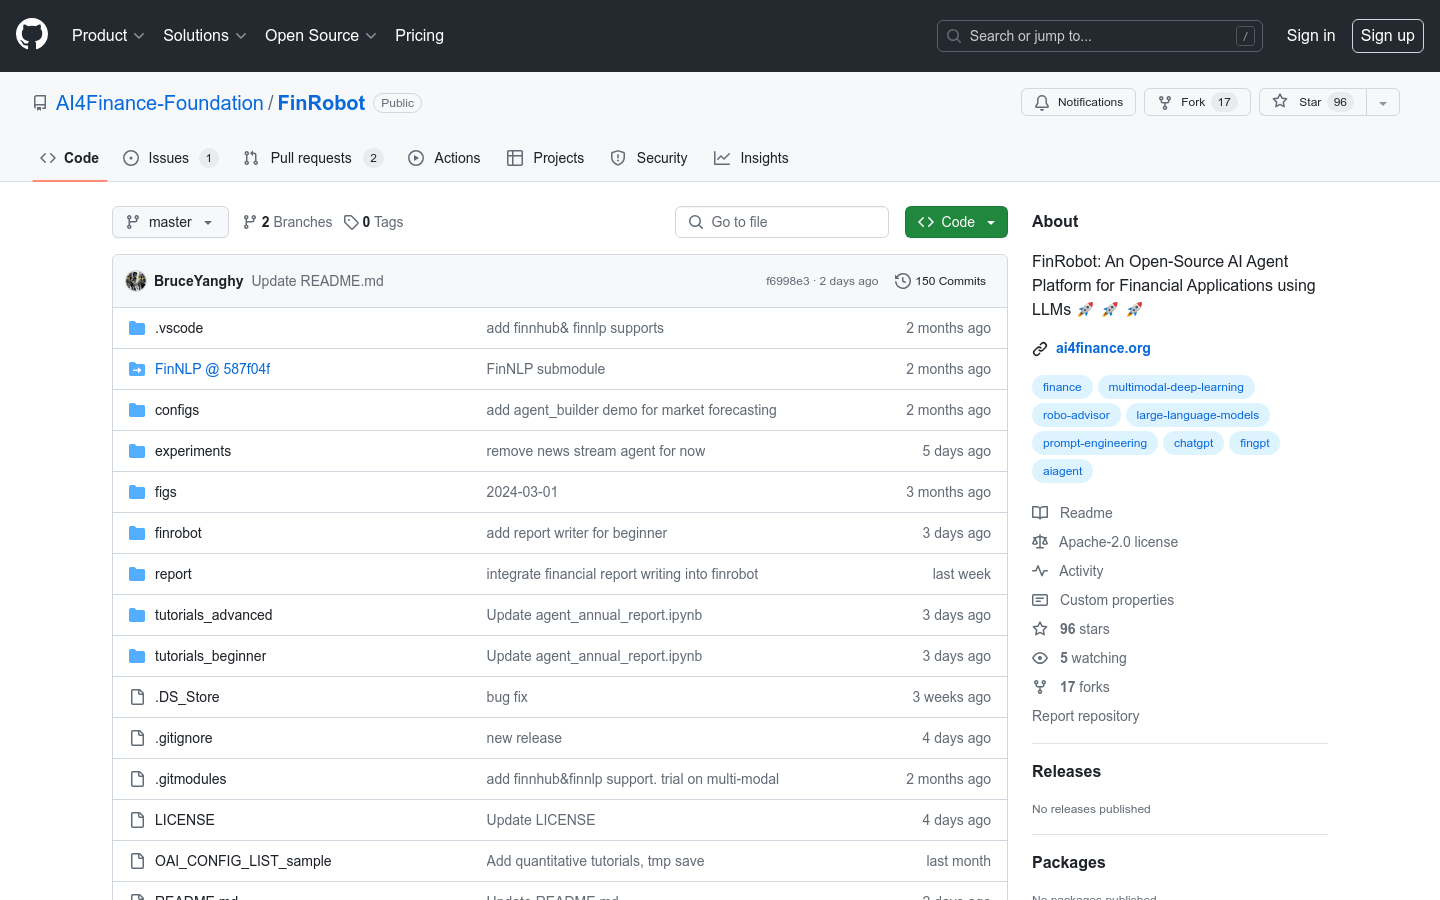 Product Solutions Open Source Pricing Search or jump to... / Sign in Sign up
AI4Finance-Foundation / FinRobot Public Notifications Fork 17 Star 96
Code Issues 1 Pull requests 2 Actions Projects Security Insights
master 2 Branches 0 Tags Go to file Code
BruceYanghy Update README.md f6998e3 · 2 days ago 150 Commits
.vscode add finnhub& finnlp supports 2 months ago
FinNLP @ 587f04f FinNLP submodule 2 months ago
configs add agent_builder demo for market forecasting 2 months ago
experiments remove news stream agent for now 5 days ago
figs 2024-03-01 3 months ago
finrobot add report writer for beginner 3 days ago
report integrate financial report writing into finrobot last week
tutorials_advanced Update agent_annual_report.ipynb 3 days ago
tutorials_beginner Update agent_annual_report.ipynb 3 days ago
.DS_Store bug fix 3 weeks ago
.gitignore new release 4 days ago
.gitmodules add finnhub&finnlp support. trial on multi-modal 2 months ago
LICENSE Update LICENSE 4 days ago
OAI_CONFIG_LIST_sample Add quantitative tutorials, tmp save last month
README.md Update README.md 2 days ago
About
FinRobot: An Open-Source AI Agent
Platform for Financial Applications using
LLMs 🚀 🚀 🚀
ai4finance.org
finance multimodal-deep-learning
robo-advisor large-language-models
prompt-engineering chatgpt fingpt
aiagent
Readme
Apache-2.0 license
Activity
Custom properties
96 stars
5 watching
17 forks
Report repository
Releases
No releases published
Packages
No packages published